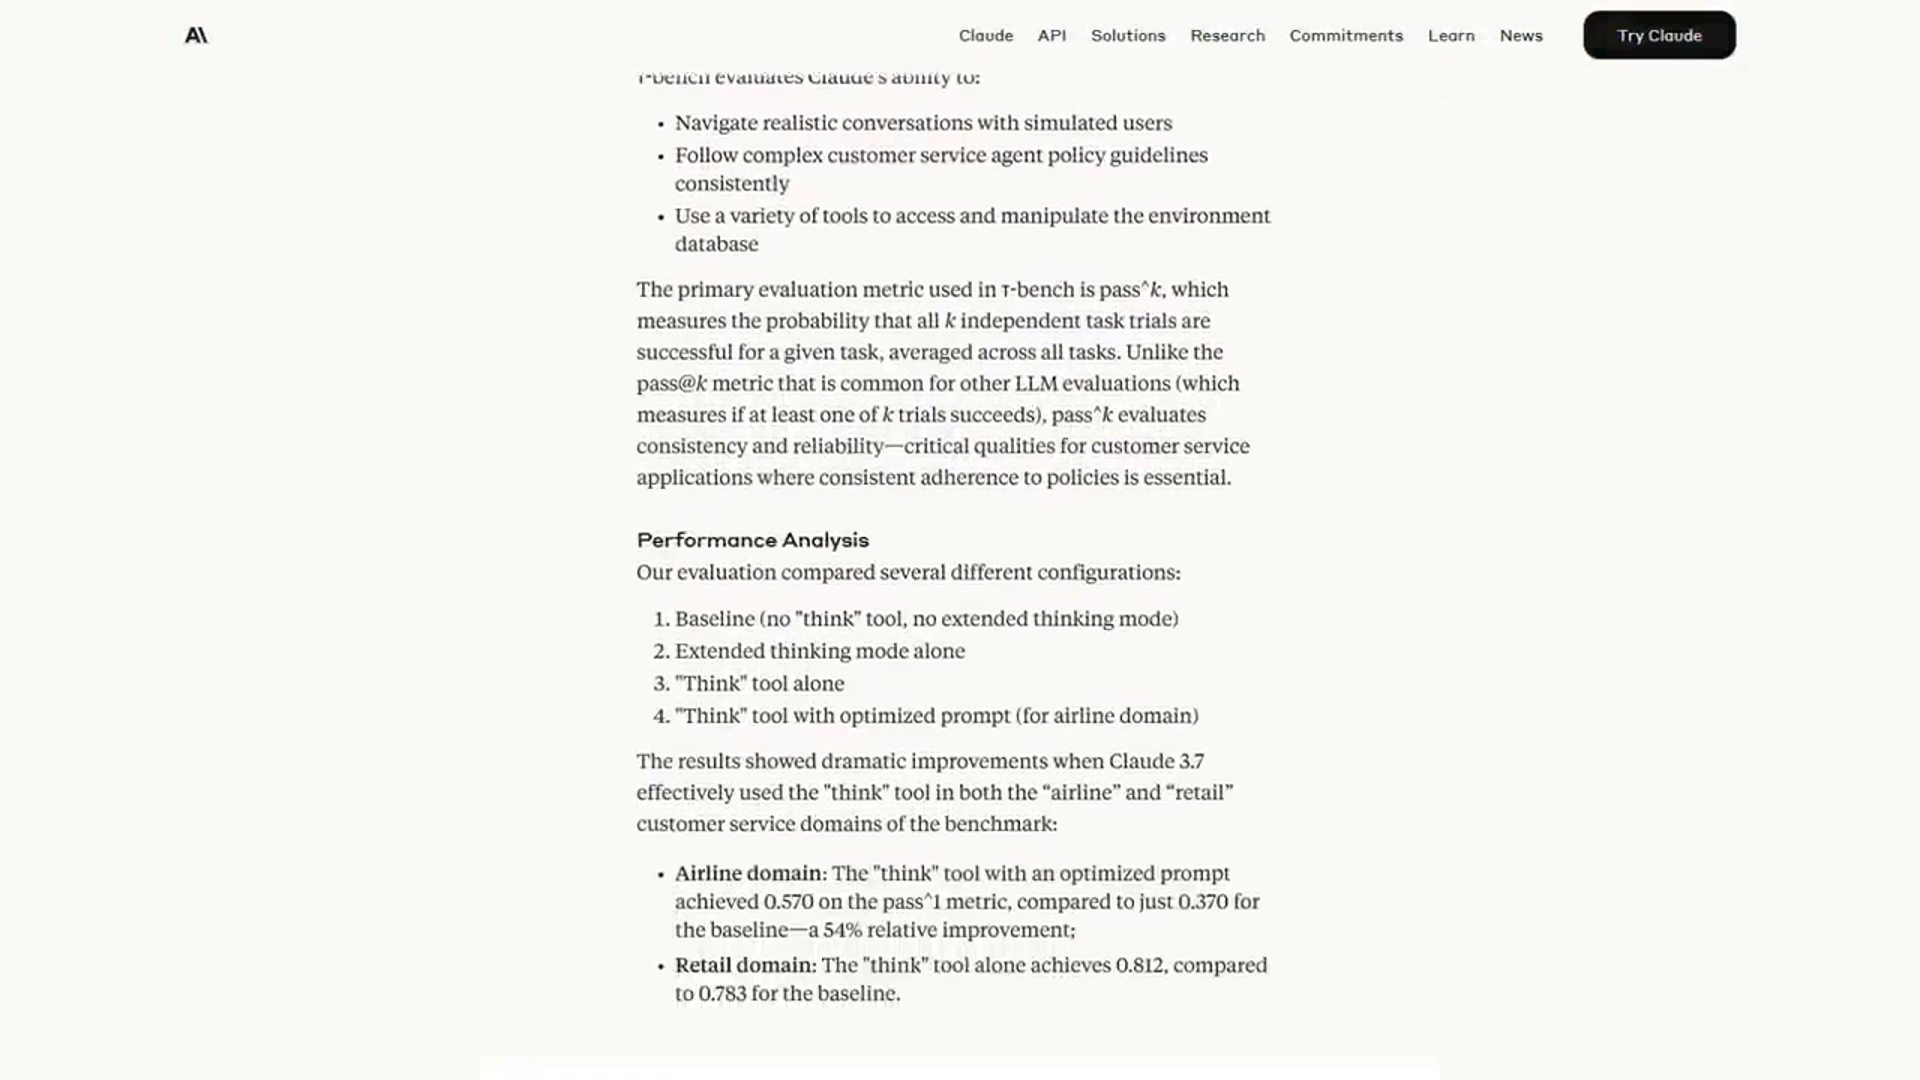 A\
Claude API Solutions Research Commitments Learn News Try Claude
τ-bench evaluates Claude's ability to:
• Navigate realistic conversations with simulated users
• Follow complex customer service agent policy guidelines
consistently
• Use a variety of tools to access and manipulate the environment
database
The primary evaluation metric used in τ-bench is pass^k, which
measures the probability that all k independent task trials are
successful for a given task, averaged across all tasks. Unlike the
pass@k metric that is common for other LLM evaluations (which
measures if at least one of k trials succeeds), pass^k evaluates
consistency and reliability—critical qualities for customer service
applications where consistent adherence to policies is essential.
Performance Analysis
Our evaluation compared several different configurations:
1. Baseline (no "think" tool, no extended thinking mode)
2. Extended thinking mode alone
3. "Think" tool alone
4. "Think" tool with optimized prompt (for airline domain)
The results showed dramatic improvements when Claude 3.7
effectively used the "think" tool in both the “airline” and “retail”
customer service domains of the benchmark:
• Airline domain: The "think" tool with an optimized prompt
achieved 0.570 on the pass^1 metric, compared to just 0.370 for
the baseline—a 54% relative improvement;
• Retail domain: The "think" tool alone achieves 0.812, compared
to 0.783 for the baseline.